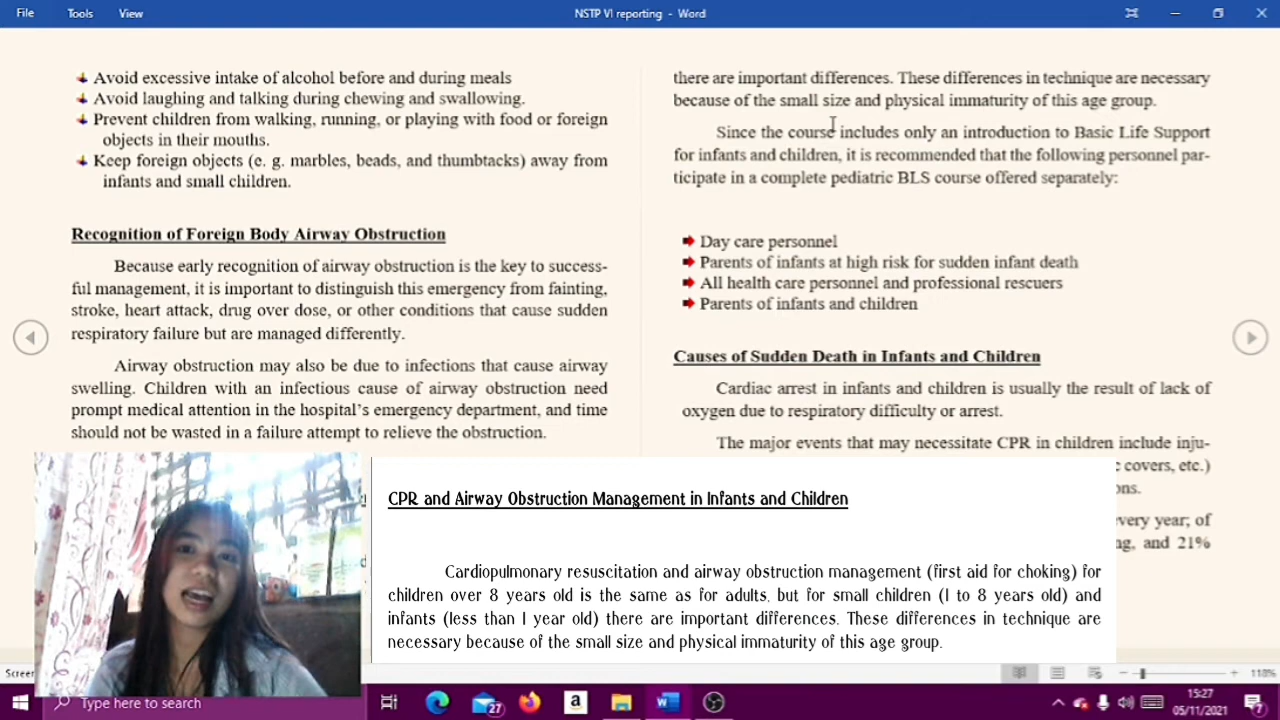 File Tools View NSTP VI reporting - Word
Avoid excessive intake of alcohol before and during meals
Avoid laughing and talking during chewing and swallowing.
Prevent children from walking, running, or playing with food or foreign
objects in their mouths.
Keep foreign objects (e. g. marbles, beads, and thumbtacks) away from
infants and small children.
Recognition of Foreign Body Airway Obstruction
Because early recognition of airway obstruction is the key to success-
ful management, it is important to distinguish this emergency from fainting,
stroke, heart attack, drug over dose, or other conditions that cause sudden
respiratory failure but are managed differently.
Airway obstruction may also be due to infections that cause airway
swelling. Children with an infectious cause of airway obstruction need
prompt medical attention in the hospital's emergency department, and time
should not be wasted in a failure attempt to relieve the obstruction.
there are important differences. These differences in technique are necessary
because of the small size and physical immaturity of this age group.
Since the course includes only an introduction to Basic Life Support
for infants and children, it is recommended that the following personnel par-
ticipate in a complete pediatric BLS course offered separately:
Day care personnel
Parents of infants at high risk for sudden infant death
All health care personnel and professional rescuers
Parents of infants and children
Causes of Sudden Death in Infants and Children
Cardiac arrest in infants and children is usually the result of lack of
oxygen due to respiratory difficulty or arrest.
The major events that may necessitate CPR in children include inju-
covers, etc.)
ons.
every year; of
ng, and 21%
CPR and Airway Obstruction Management in Infants and Children
Cardiopulmonary resuscitation and airway obstruction management (first aid for choking) for
children over 8 years old is the same as for adults, but for small children (1 to 8 years old) and
infants (less than 1 year old) there are important differences. These differences in technique are
necessary because of the small size and physical immaturity of this age group.
Screen
118%
Type here to search
27
a
15:27
05/11/2021
7